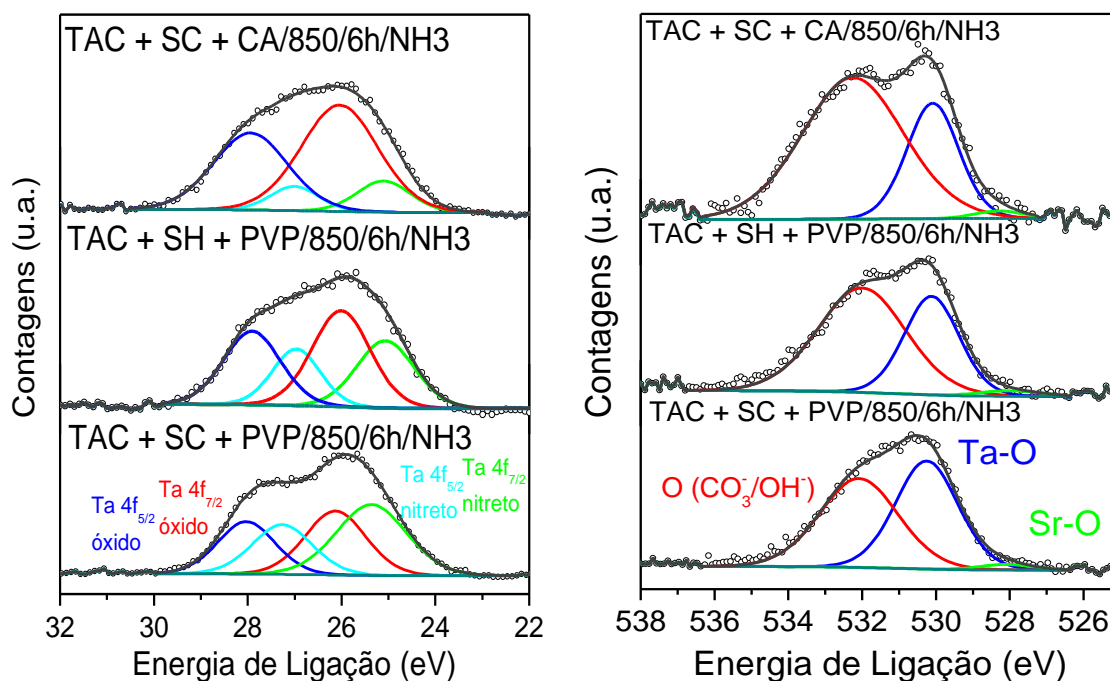 TAC + SC + CA/850/6h/NH3
TAC + SH + PVP/850/6h/NH3
TAC + SC + PVP/850/6h/NH3
Ta 4f5/2
óxido
Ta 4f7/2
óxido
Ta 4f5/2
nitreto
Ta 4f7/2
nitreto
Contagens (u.a.)
32 30 28 26 24 22
Energia de Ligação (eV)
TAC + SC + CA/850/6h/NH3
TAC + SH + PVP/850/6h/NH3
TAC + SC + PVP/850/6h/NH3
O (CO3-/OH-)
Ta-O
Sr-O
Contagens (u.a.)
538 536 534 532 530 528 526
Energia de Ligação (eV)